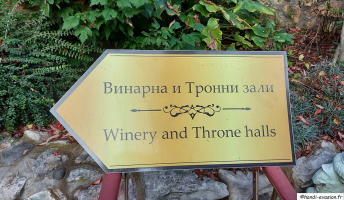 Винарна и Тронни зали
Winery and Throne halls
©handi-evasion.fr